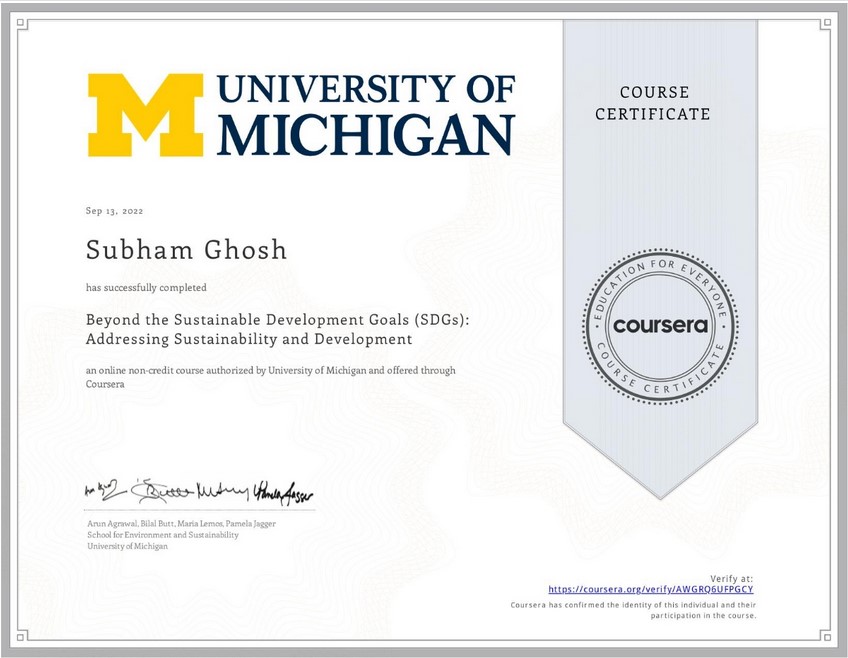 UNIVERSITY OF
MICHIGAN
COURSE
CERTIFICATE
Sep 13, 2022
Subham Ghosh
has successfully completed
Beyond the Sustainable Development Goals (SDGs):
Addressing Sustainability and Development
an online non-credit course authorized by University of Michigan and offered through
Coursera
EDUCATION FOR EVERYONE
coursera
COURSE CERTIFICATE
Arun Agrawal, Bilal Butt, Maria Lemos, Pamela Jagger
School for Environment and Sustainability
University of Michigan
Verify at:
https://coursera.org/verify/AWGRQ6UFPGCY
Coursera has confirmed the identity of this individual and their
participation in the course.